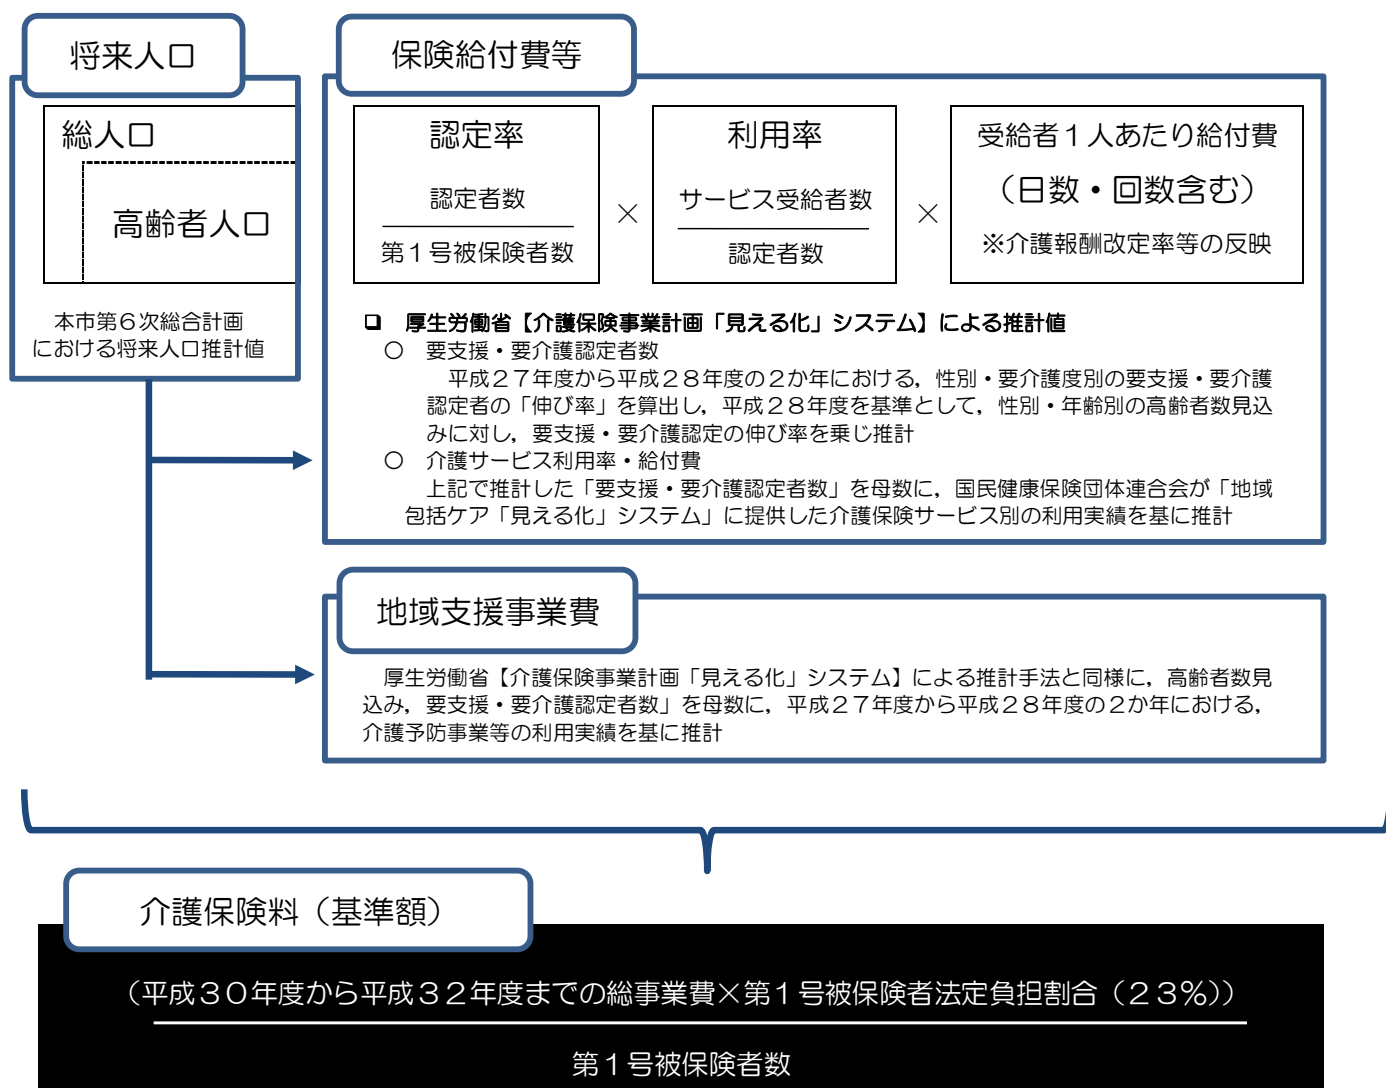 将来人口
総人口
高齢者人口
本市第６次総合計画
における将来人口推計値
保険給付費等
認定率
認定者数
第１号被保険者数
×
利用率
サービス受給者数
認定者数
×
受給者１人あたり給付費
（日数・回数含む）
※介護報酬改定率等の反映
❑ 厚生労働省【介護保険事業計画「見える化」システム】による推計値
○ 要支援・要介護認定者数
平成２７年度から平成２８年度の２か年における，性別・要介護度別の要支援・要介護
認定者の「伸び率」を算出し，平成２８年度を基準として，性別・年齢別の高齢者数見込
みに対し，要支援・要介護認定の伸び率を乗じ推計
○ 介護サービス利用率・給付費
上記で推計した「要支援・要介護認定者数」を母数に，国民健康保険団体連合会が「地域
包括ケア「見える化」システム」に提供した介護保険サービス別の利用実績を基に推計
地域支援事業費
厚生労働省【介護保険事業計画「見える化」システム】による推計手法と同様に，高齢者数見
込み，要支援・要介護認定者数」を母数に，平成２７年度から平成２８年度の２か年における，
介護予防事業等の利用実績を基に推計
介護保険料（基準額）
（平成３０年度から平成３２年度までの総事業費×第１号被保険者法定負担割合（２３％））
第１号被保険者数